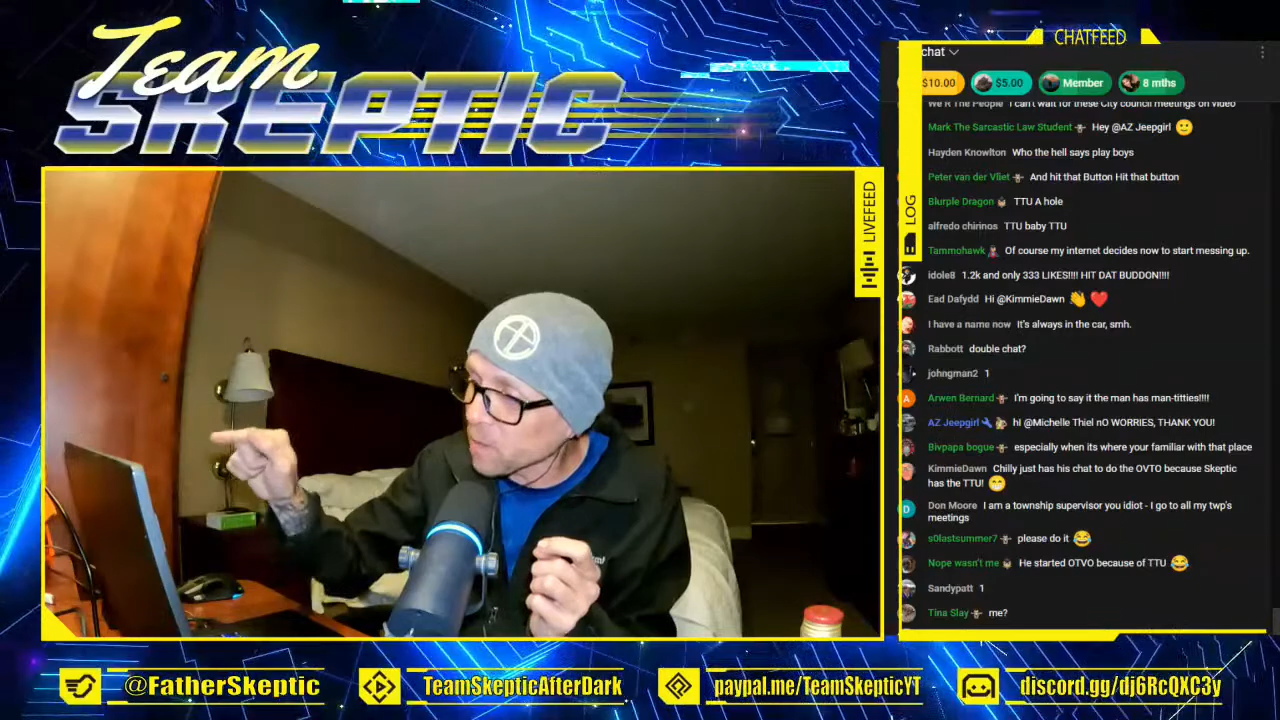 Team
SKEPTIC
CHATFEED
chat
$10.00 $5.00 Member 8 mths
LIVEFEED
LOG
We R The People I can't wait for these City council meetings on video
Mark The Sarcastic Law Student Hey @AZ Jeepgirl 🙂
Hayden Knowlton Who the hell says play boys
Peter van der Vliet And hit that Button Hit that button
Blurple Dragon TTU A hole
alfredo chirinos TTU baby TTU
Tammohawk Of course my internet decides now to start messing up.
idole8 1.2k and only 333 LIKES!!!! HIT DAT BUDDON!!!!
Ead Dafydd Hi @KimmieDawn 👋 ❤️
I have a name now It's always in the car, smh.
Rabbott double chat?
johngman2 1
Arwen Bernard I'm going to say it the man has man-titties!!!!
AZ Jeepgirl hI @Michelle Thiel nO WORRIES, THANK YOU!
Bivpapa bogue especially when its where your familiar with that place
KimmieDawn Chilly just has his chat to do the OVTO because Skeptic
has the TTU! 😁
Don Moore I am a township supervisor you idiot - I go to all my twp's
meetings
s0lastsummer7 please do it 😂
Nope wasn't me He started OTVO because of TTU 😂
Sandypatt 1
Tina Slay me?
@FatherSkeptic TeamSkepticAfterDark paypal.me/TeamSkepticYT discord.gg/dj6RcQXC3y